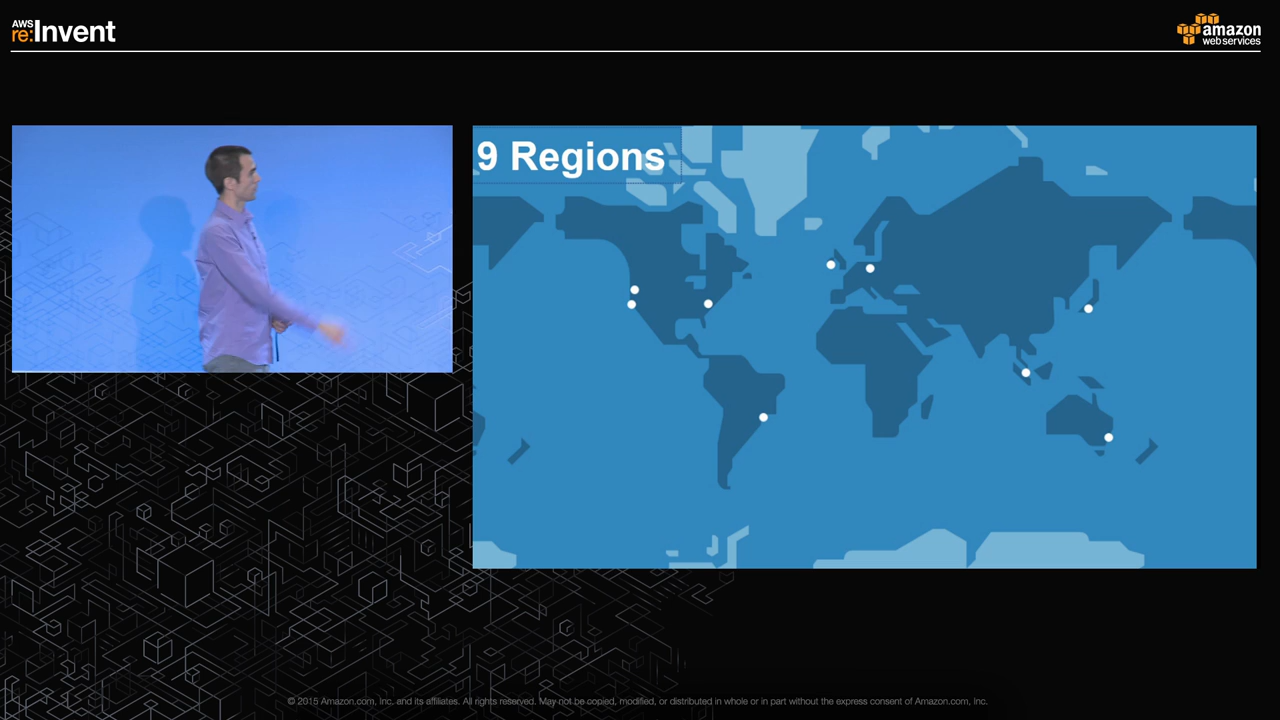 AWS
re:Invent
amazon
web services
9 Regions
© 2015 Amazon.com, Inc. and its affiliates. All rights reserved. May not be copied, modified, or distributed in whole or in part without the express consent of Amazon.com, Inc.